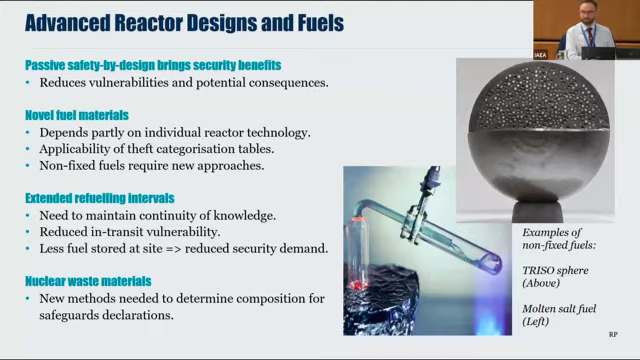 Advanced Reactor Designs and Fuels
IAEA
Passive safety-by-design brings security benefits
• Reduces vulnerabilities and potential consequences.
Novel fuel materials
• Depends partly on individual reactor technology.
• Applicability of theft categorisation tables.
• Non-fixed fuels require new approaches.
Extended refuelling intervals
• Need to maintain continuity of knowledge.
• Reduced in-transit vulnerability.
• Less fuel stored at site => reduced security demand.
Nuclear waste materials
• New methods needed to determine composition for
safeguards declarations.
Examples of
non-fixed fuels:
TRISO sphere
(Above)
Molten salt fuel
(Left)
RP